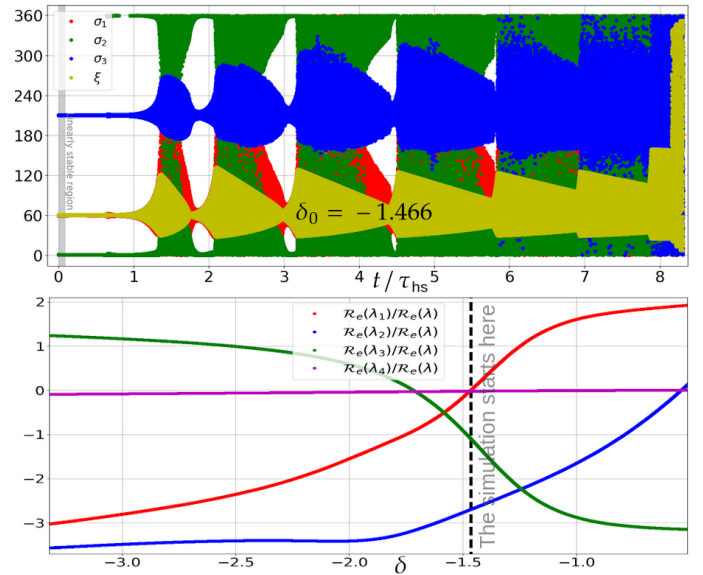 360
300
240
180
120
60
0
σ₁
σ₂
σ₃
ξ
nearly stable region
δ₀ = −1.466
0 1 2 3 4 5 6 7 8
t / τhs
2
1
0
−1
−2
−3
ℛₑ(λ₁)/ℛₑ(λ)
ℛₑ(λ₂)/ℛₑ(λ)
ℛₑ(λ₃)/ℛₑ(λ)
ℛₑ(λ₄)/ℛₑ(λ)
The simulation starts here
−3.0 −2.5 −2.0 −1.5 −1.0
δ